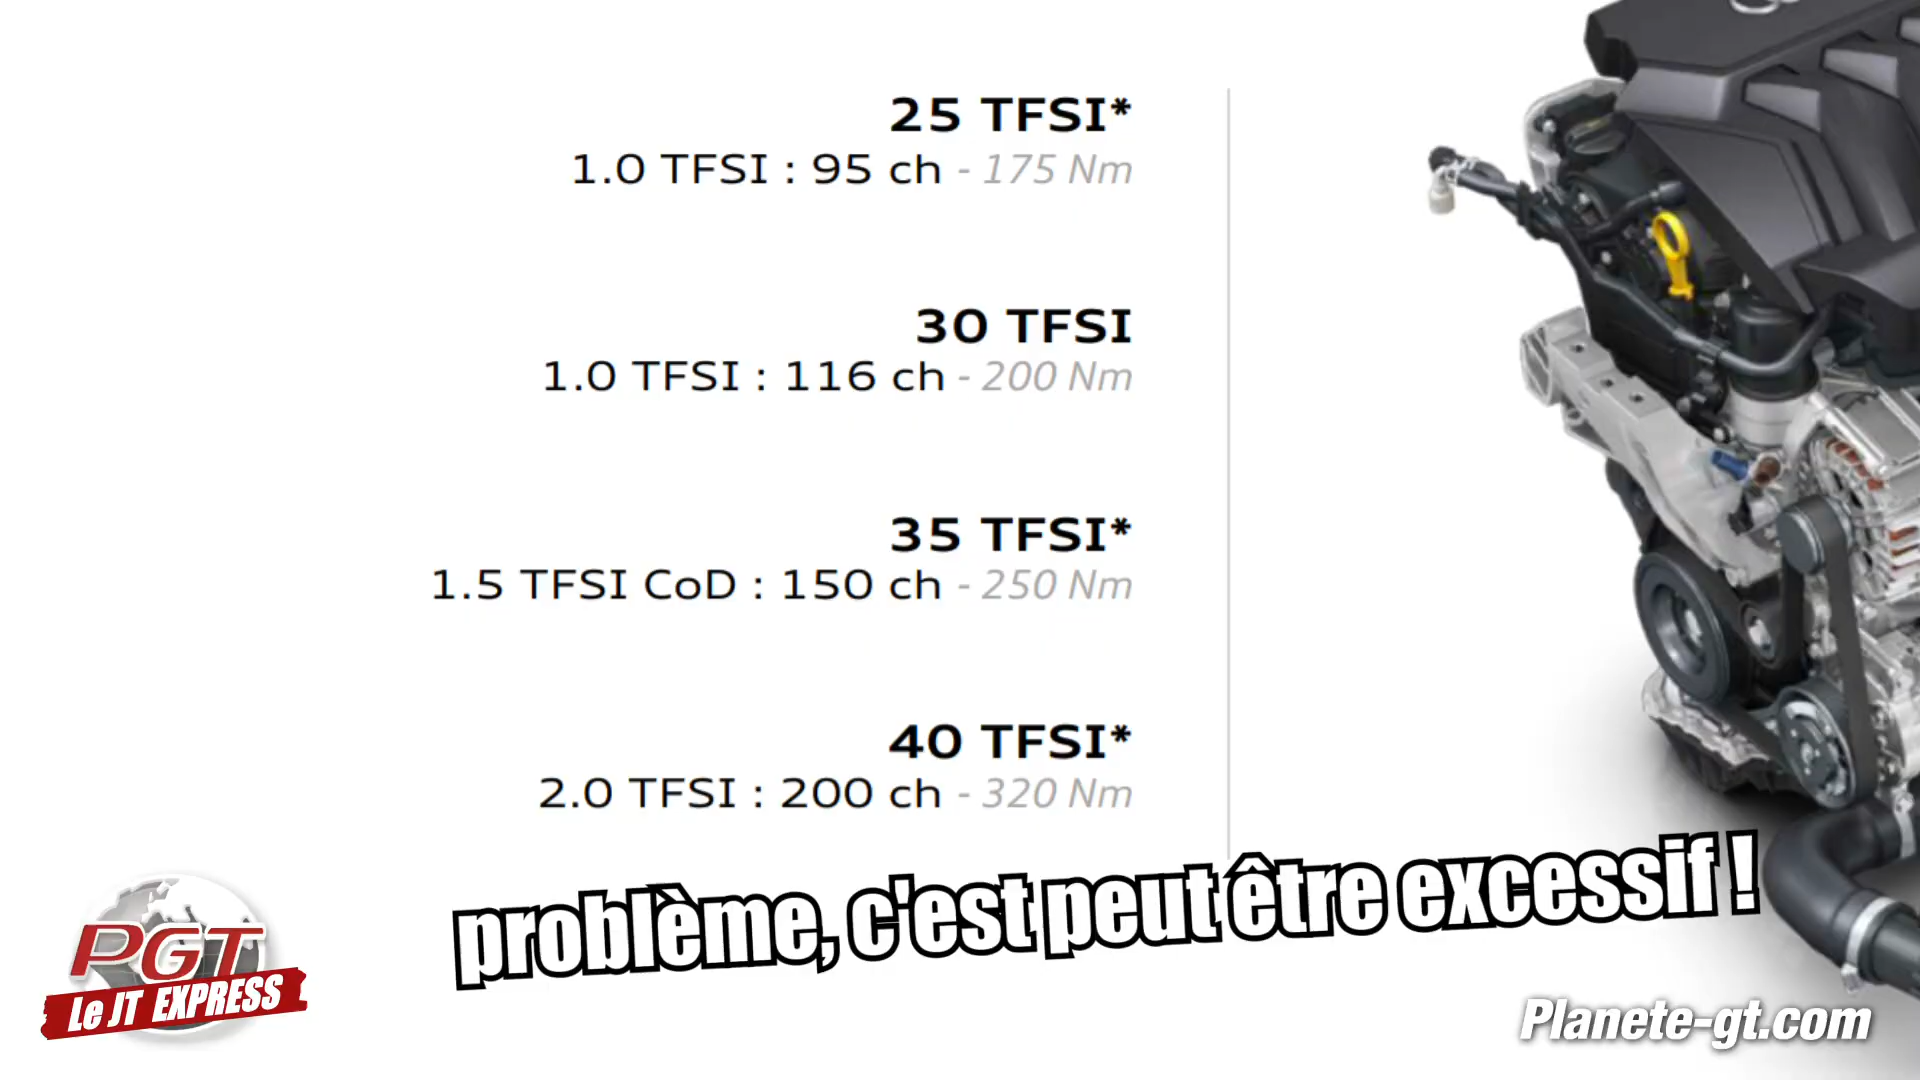 25 TFSI*
1.0 TFSI : 95 ch - 175 Nm
30 TFSI
1.0 TFSI : 116 ch - 200 Nm
35 TFSI*
1.5 TFSI CoD : 150 ch - 250 Nm
40 TFSI*
2.0 TFSI : 200 ch - 320 Nm
problème, c'est peut être excessif !
PGT
Le JT EXPRESS
Planete-gt.com